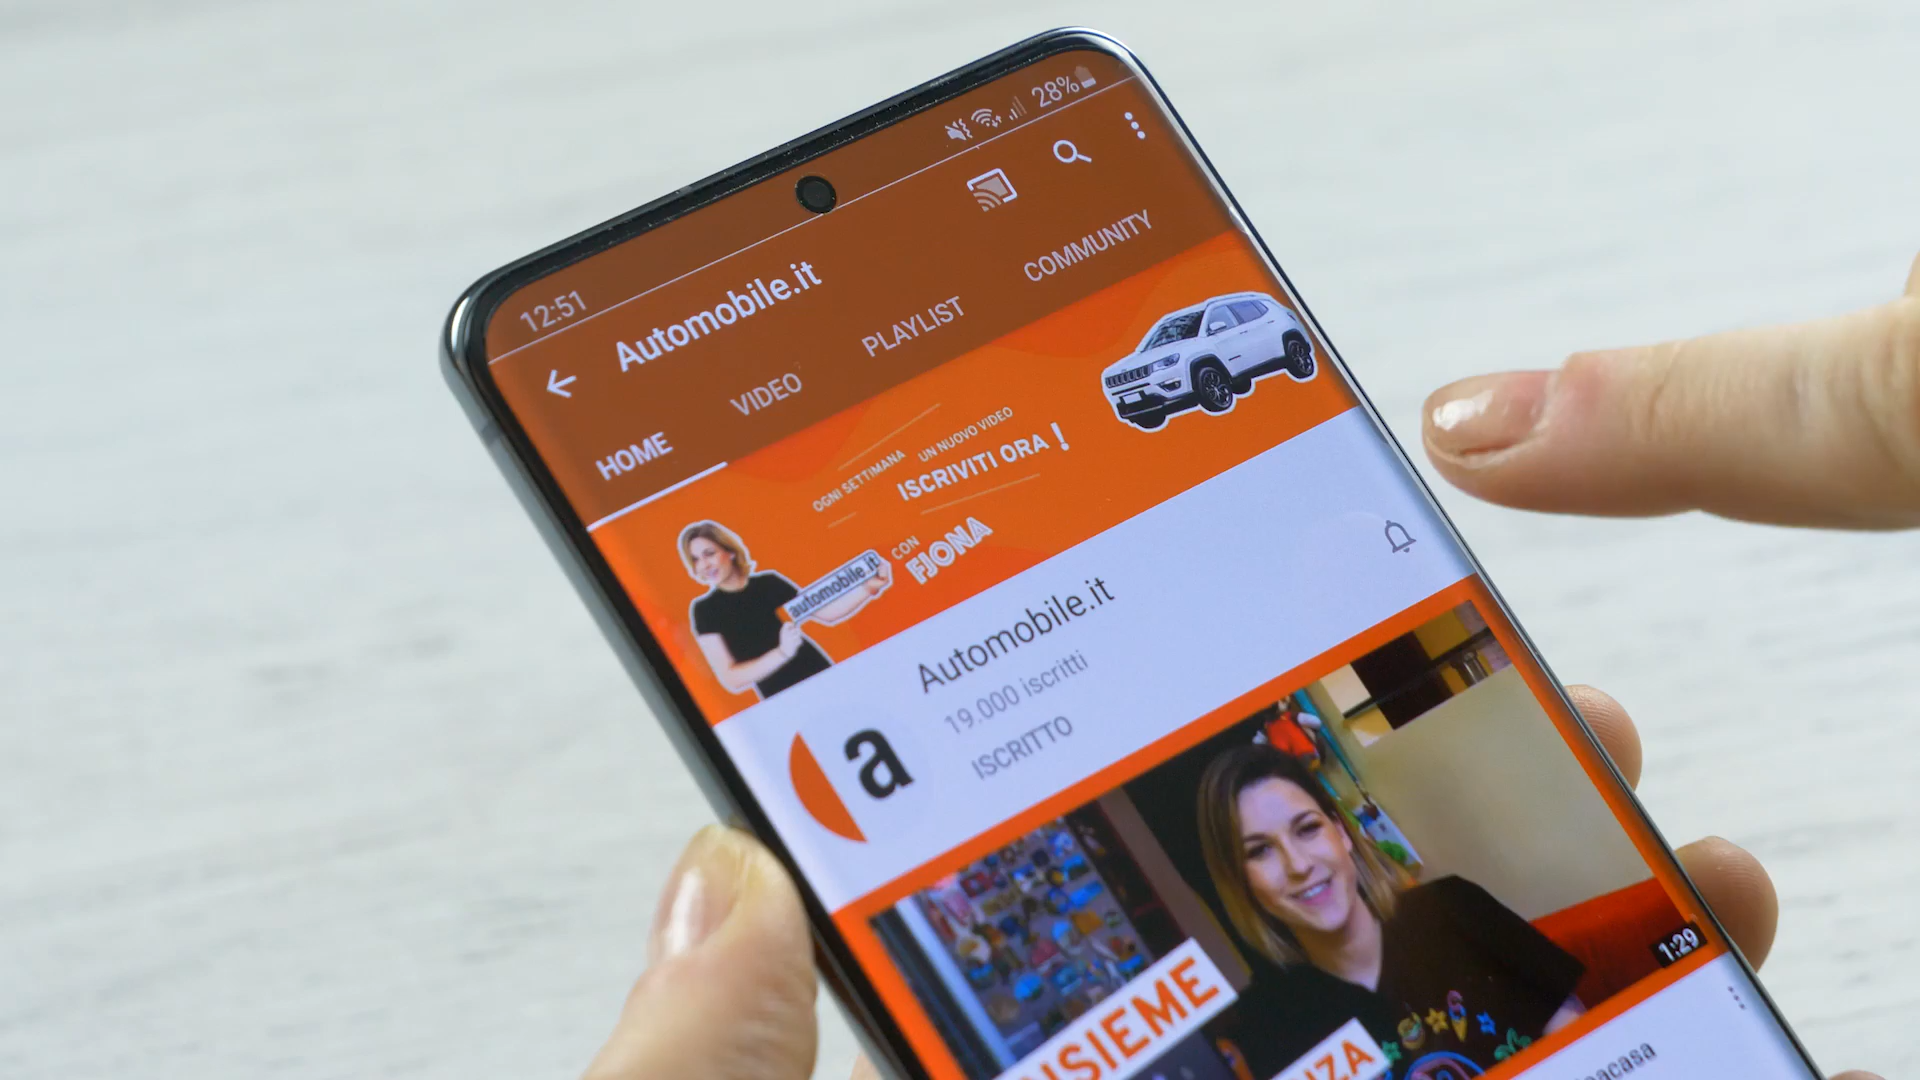 12:51
28%
Automobile.it
HOME
VIDEO
PLAYLIST
COMMUNITY
OGNI SETTIMANA
UN NUOVO VIDEO
ISCRIVITI ORA !
automobile.it
CON
FJONA
Automobile.it
19.000 iscritti
ISCRITTO
a
1:29